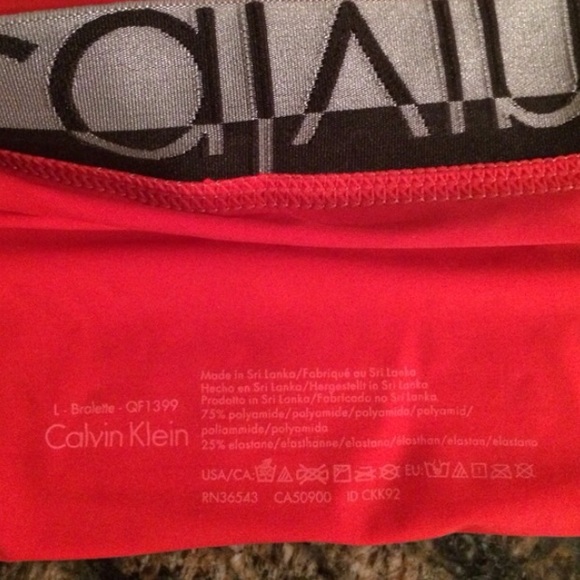 L - Bralette - QF1399
Calvin Klein
Made in Sri Lanka/Fabriqué au Sri Lanka
Hecho en Sri Lanka/Hergestellt in Sri Lanka
Prodotto in Sri Lanka/Fabricado no Sri Lanka.
75% polyamide/polyamide/polyamida/polyamid/
poliammide/polyamida
25% elastane/elasthanne/elastano/elasthan/elastan/elastano
USA/CA: EU:
RN36543 CA50900 ID CKK92